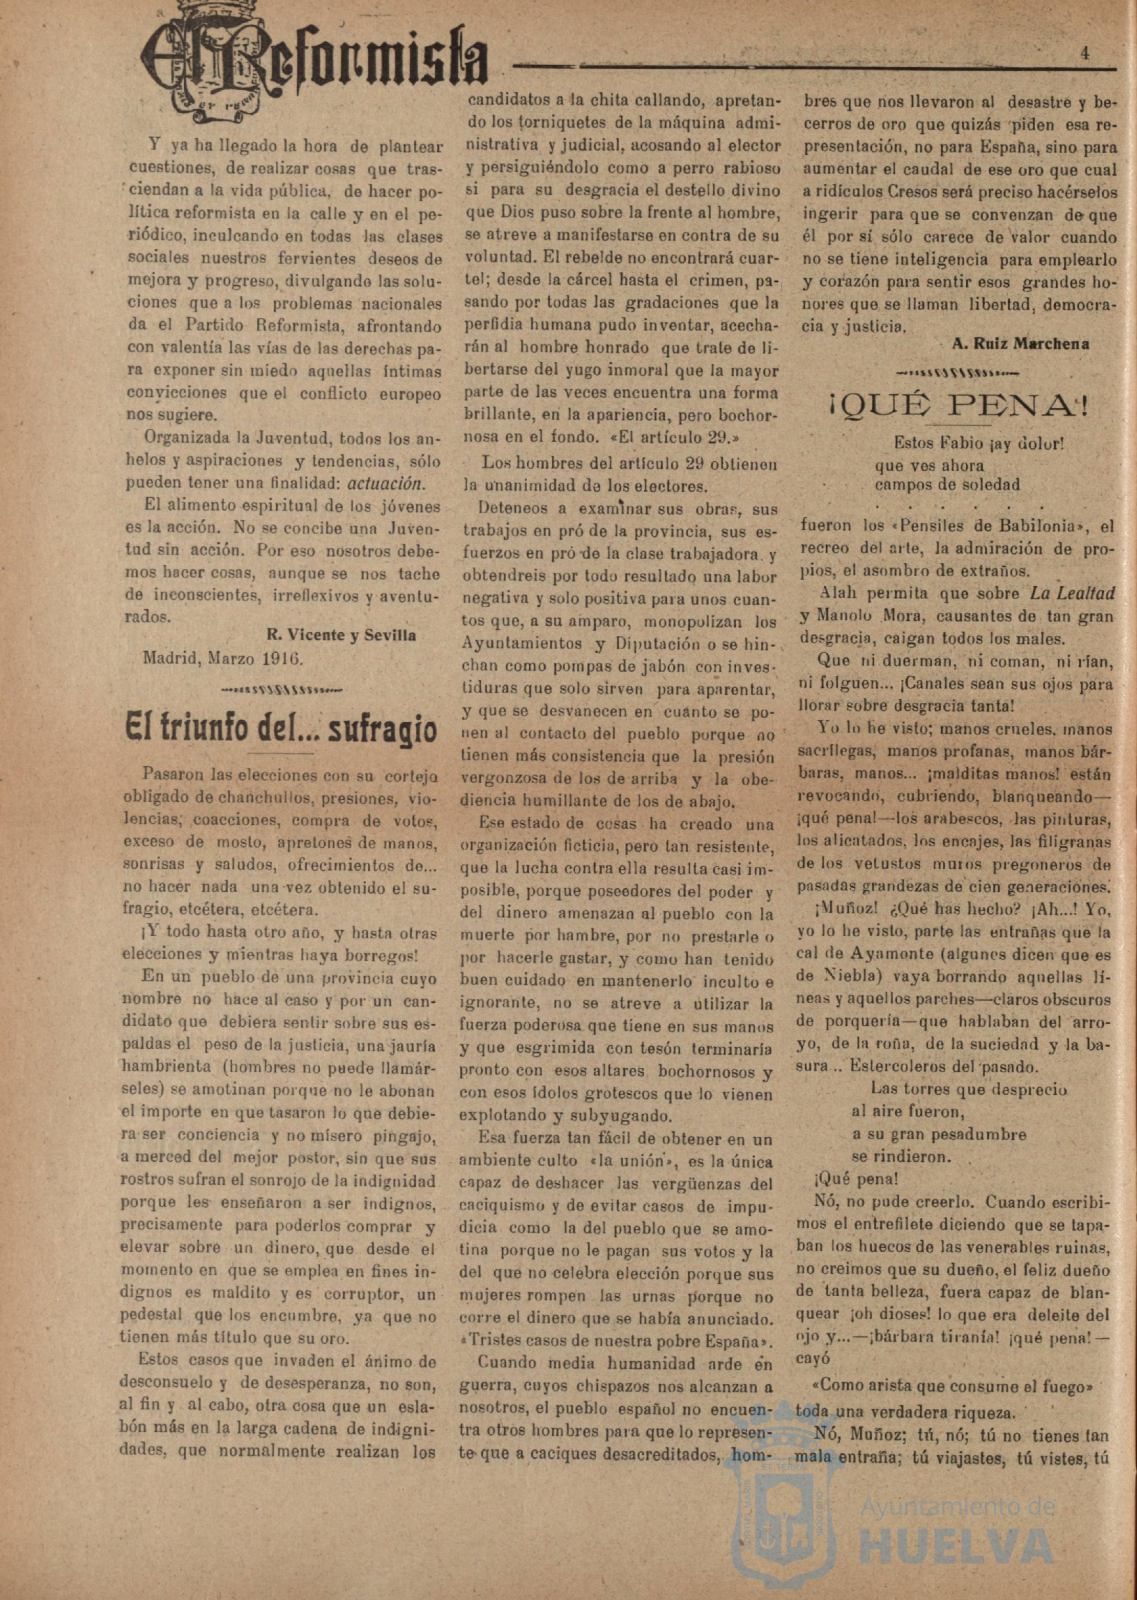 El Reformista
4
Y ya ha llegado la hora de plantear
cuestiones, de realizar cosas que tras-
ciendan a la vida pública, de hacer po-
lítica reformista en la calle y en el pe-
riódico, inculcando en todas las clases
sociales nuestros fervientes deseos de
mejora y progreso, divulgando las solu-
ciones que a los problemas nacionales
da el Partido Reformista, afrontando
con valentía las vías de las derechas pa-
ra exponer sin miedo aquellas íntimas
convicciones que el conflicto europeo
nos sugiere.
Organizada la Juventud, todos los an-
helos y aspiraciones y tendencias, sólo
pueden tener una finalidad: actuación.
El alimento espiritual de los jóvenes
es la acción. No se concibe una Juven-
tud sin acción. Por eso nosotros debe-
mos hacer cosas, aunque se nos tache
de inconscientes, irreflexivos y aventu-
rados.
R. Vicente y Sevilla
Madrid, Marzo 1916.
El triunfo del... sufragio
Pasaron las elecciones con su cortejo
obligado de chanchullos, presiones, vio-
lencias, coacciones, compra de votos,
exceso de mosto, apretones de manos,
sonrisas y saludos, ofrecimientos de...
no hacer nada una vez obtenido el su-
fragio, etcétera, etcétera.
¡Y todo hasta otro año, y hasta otras
elecciones y mientras haya borregos!
En un pueblo de una provincia cuyo
nombre no hace al caso y por un can-
didato que debiera sentir sobre sus es-
paldas el peso de la justicia, una jauría
hambrienta (hombres no puede llamár-
seles) se amotinan porque no le abonan
el importe en que tasaron lo que debie-
ra ser conciencia y no mísero pingajo,
a merced del mejor postor, sin que sus
rostros sufran el sonrojo de la indignidad
porque les enseñaron a ser indignos,
precisamente para poderlos comprar y
elevar sobre un dinero, que desde el
momento en que se emplea en fines in-
dignos es maldito y es corruptor, un
pedestal que los encumbre, ya que no
tienen más título que su oro.
Estos casos que invaden el ánimo de
desconsuelo y de desesperanza, no son,
al fin y al cabo, otra cosa que un esla-
bón más en la larga cadena de indigni-
dades, que normalmente realizan los
candidatos a la chita callando, apretan-
do los torniquetes de la máquina admi-
nistrativa y judicial, acosando al elector
y persiguiéndolo como a perro rabioso
si para su desgracia el destello divino
que Dios puso sobre la frente al hombre,
se atreve a manifestarse en contra de su
voluntad. El rebelde no encontrará cuar-
tel; desde la cárcel hasta el crimen, pa-
sando por todas las gradaciones que la
perfidia humana pudo inventar, acecha-
rán al hombre honrado que trate de li-
bertarse del yugo inmoral que la mayor
parte de las veces encuentra una forma
brillante, en la apariencia, pero bochor-
nosa en el fondo. «El artículo 29.»
Los hombres del artículo 29 obtienen
la unanimidad de los electores.
Deteneos a examinar sus obras, sus
trabajos en pró de la provincia, sus es-
fuerzos en pró de la clase trabajadora, y
obtendreis por todo resultado una labor
negativa y solo positiva para unos cuan-
tos que, a su amparo, monopolizan los
Ayuntamientos y Diputación o se hin-
chan como pompas de jabón con inves-
tiduras que solo sirven para aparentar,
y que se desvanecen en cuanto se po-
nen al contacto del pueblo porque no
tienen más consistencia que la presión
vergonzosa de los de arriba y la obe-
diencia humillante de los de abajo.
Ese estado de cosas ha creado una
organización ficticia, pero tan resistente,
que la lucha contra ella resulta casi im-
posible, porque poseedores del poder y
del dinero amenazan al pueblo con la
muerte por hambre, por no prestarle o
por hacerle gastar, y como han tenido
buen cuidado en mantenerlo inculto e
ignorante, no se atreve a utilizar la
fuerza poderosa que tiene en sus manos
y que esgrimida con tesón terminaría
pronto con esos altares bochornosos y
con esos ídolos grotescos que lo vienen
explotando y subyugando.
Esa fuerza tan fácil de obtener en un
ambiente culto «la unión», es la única
capaz de deshacer las vergüenzas del
caciquismo y de evitar casos de impu-
dicia como la del pueblo que se amo-
tina porque no le pagan sus votos y la
del que no celebra elección porque sus
mujeres rompen las urnas porque no
corre el dinero que se había anunciado.
«Tristes casos de nuestra pobre España».
Cuando media humanidad arde en
guerra, cuyos chispazos nos alcanzan a
nosotros, el pueblo español no encuen-
tra otros hombres para que lo represen-
te que a caciques desacreditados, hom-
bres que nos llevaron al desastre y be-
cerros de oro que quizás piden esa re-
presentación, no para España, sino para
aumentar el caudal de ese oro que cual
a ridículos Cresos será preciso hacérselos
ingerir para que se convenzan de que
él por sí sólo carece de valor cuando
no se tiene inteligencia para emplearlo
y corazón para sentir esos grandes ho-
nores que se llaman libertad, democra-
cia y justicia.
A. Ruiz Marchena
¡QUÉ PENA!
Estos Fabio ¡ay dolor!
que ves ahora
campos de soledad
. . . . . .
fueron los «Pensiles de Babilonia», el
recreo del arte, la admiración de pro-
pios, el asombro de extraños.
Alah permita que sobre La Lealtad
y Manolo Mora, causantes de tan gran
desgracia, caigan todos los males.
Que ni duerman, ni coman, ni rían,
ni folguen... ¡Canales sean sus ojos para
llorar sobre desgracia tanta!
Yo lo he visto; manos crueles, manos
sacrílegas, manos profanas, manos bár-
baras, manos... ¡malditas manos! están
revocando, cubriendo, blanqueando—
¡qué pena!—los arabescos, las pinturas,
los alicatados, los encajes, las filigranas
de los vetustos muros pregoneros de
pasadas grandezas de cien generaciones.
¡Muñoz! ¿Qué has hecho? ¡Ah...! Yo,
yo lo he visto, parte las entrañas que la
cal de Ayamonte (algunes dicen que es
de Niebla) vaya borrando aquellas lí-
neas y aquellos parches—claros obscuros
de porquería—que hablaban del arro-
yo, de la roña, de la suciedad y la ba-
sura .. Estercoleros del pasado.
Las torres que desprecio
al aire fueron,
a su gran pesadumbre
se rindieron.
¡Qué pena!
Nó, no pude creerlo. Cuando escribi-
mos el entrefilete diciendo que se tapa-
ban los huecos de las venerables ruinas,
no creimos que su dueño, el feliz dueño
de tanta belleza, fuera capaz de blan-
quear ¡oh dioses! lo que era deleite del
ojo y...—¡bárbara tiranía! ¡qué pena!—
cayó
«Como arista que consume el fuego»
toda una verdadera riqueza.
Nó, Muñoz; tú, nó; tú no tienes tan
mala entraña; tú viajastes, tú vistes, tú
Ayuntamiento de
HUELVA